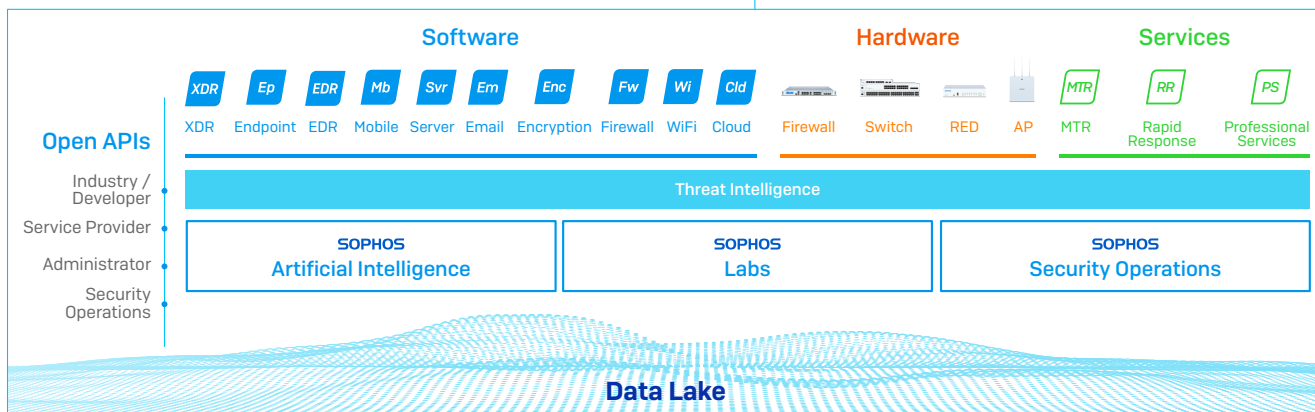 Software
Hardware
Services
XDR Ep EDR Mb Svr Em Enc Fw Wi Cld
MTR RR PS
XDR Endpoint EDR Mobile Server Email Encryption Firewall WiFi Cloud
Firewall Switch RED AP
MTR Rapid Response Professional Services
Open APIs
Industry /
Developer
Service Provider
Administrator
Security
Operations
Threat Intelligence
SOPHOS
Artificial Intelligence
SOPHOS
Labs
SOPHOS
Security Operations
Data Lake